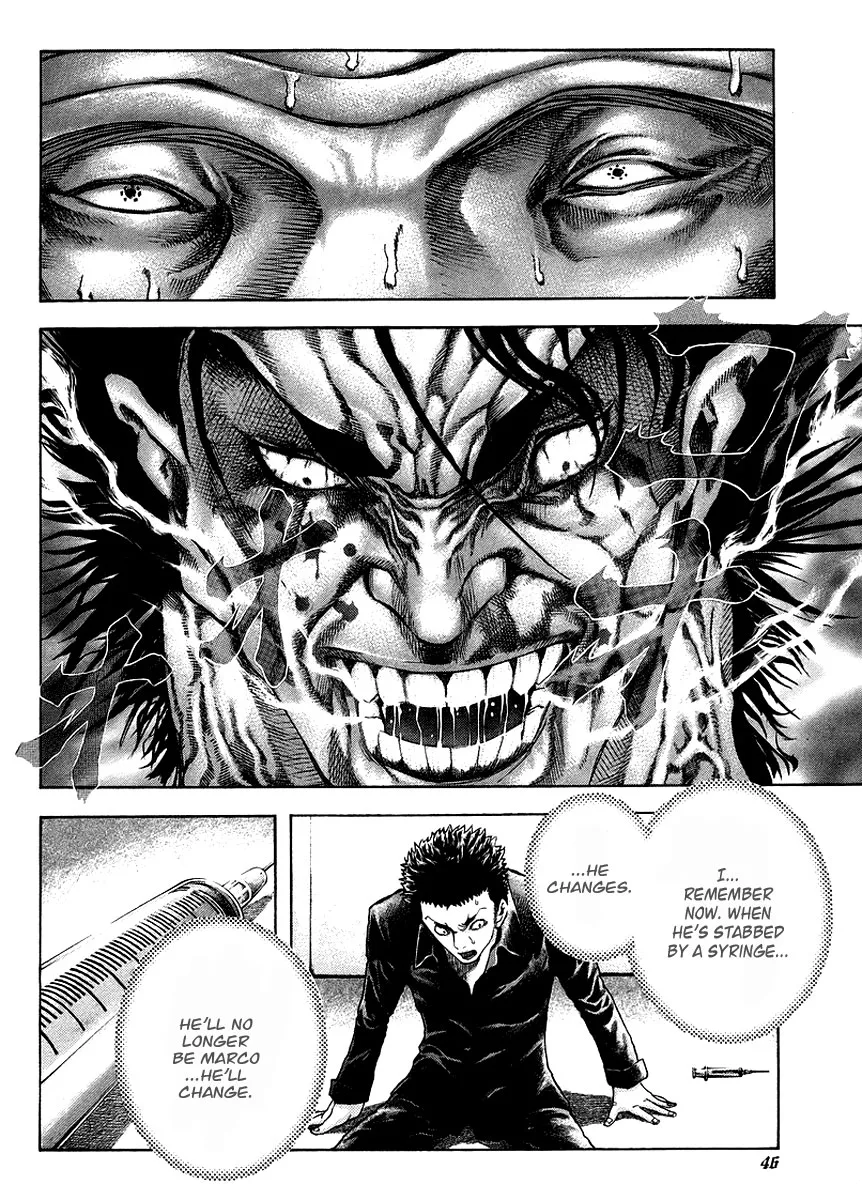 I...
REMEMBER
NOW. WHEN
HE'S STABBED
BY A SYRINGE...
...HE
CHANGES.
HE'LL NO
LONGER
BE MARCO
...HE'LL
CHANGE.
46